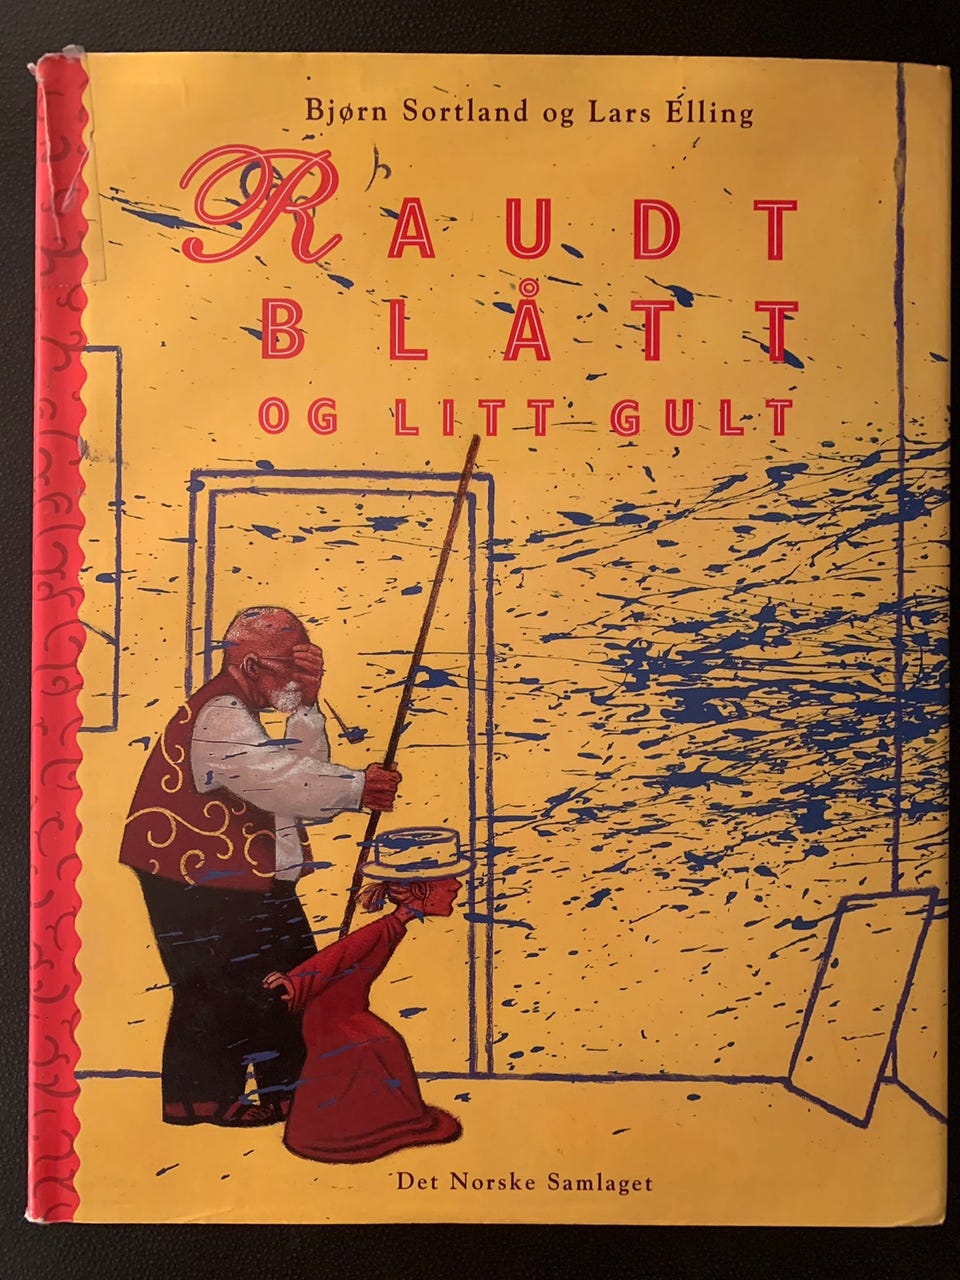 Bjørn Sortland og Lars Elling
RAUDT
BLÅTT
OG LITT GULT
Det Norske Samlaget